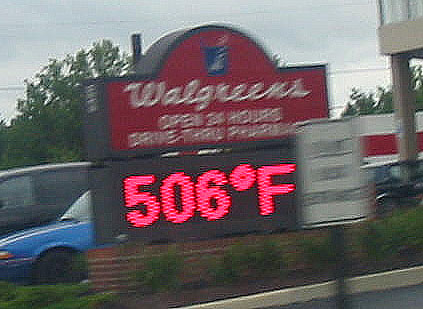 Walgreens
OPEN 24 HOURS
DRIVE-THRU PHARMACY
506°F